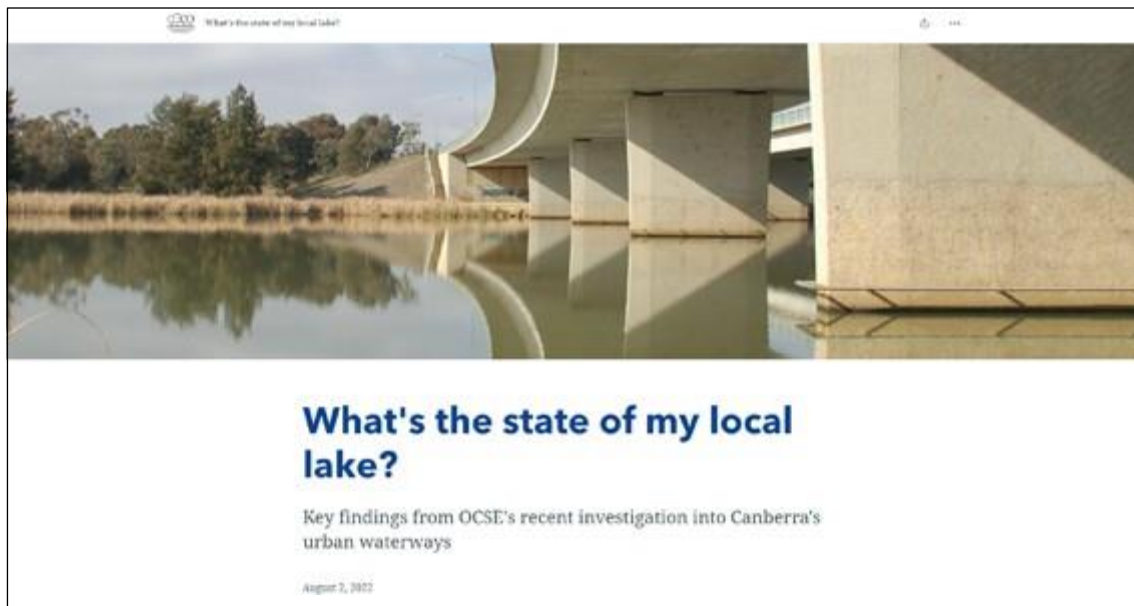 What's the state of my local lake?
What's the state of my local
lake?
Key findings from OCSE's recent investigation into Canberra's
urban waterways
August 2, 2022